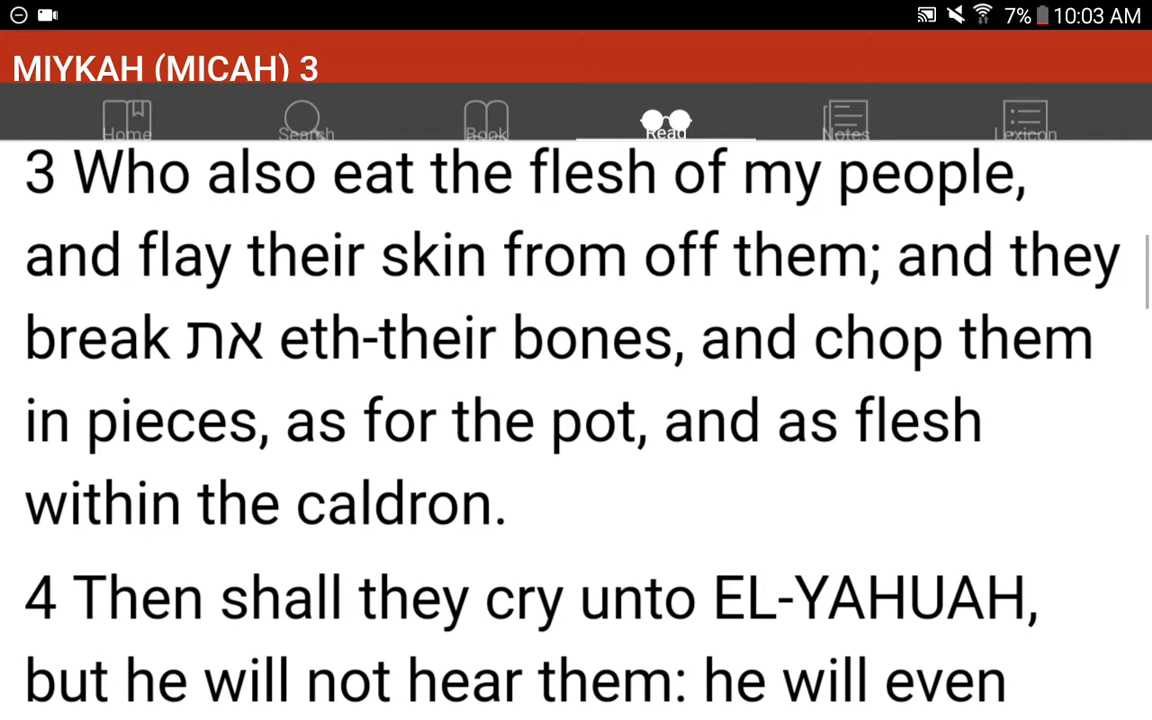 7% 10:03 AM
MIYKAH (MICAH) 3
Home Search Book Read Notes Lexicon
3 Who also eat the flesh of my people,
and flay their skin from off them; and they
break את eth-their bones, and chop them
in pieces, as for the pot, and as flesh
within the caldron.
4 Then shall they cry unto EL-YAHUAH,
but he will not hear them: he will even